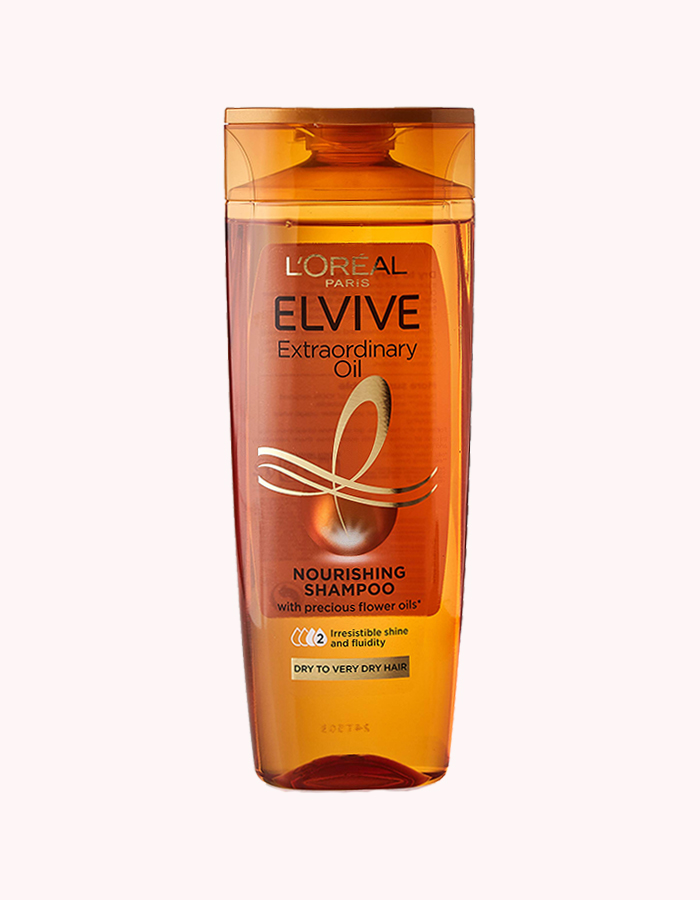 L'ORÉAL
PARIS
ELVIVE
Extraordinary
Oil
NOURISHING
SHAMPOO
with precious flower oils*
2 Irresistible shine
and fluidity
DRY TO VERY DRY HAIR